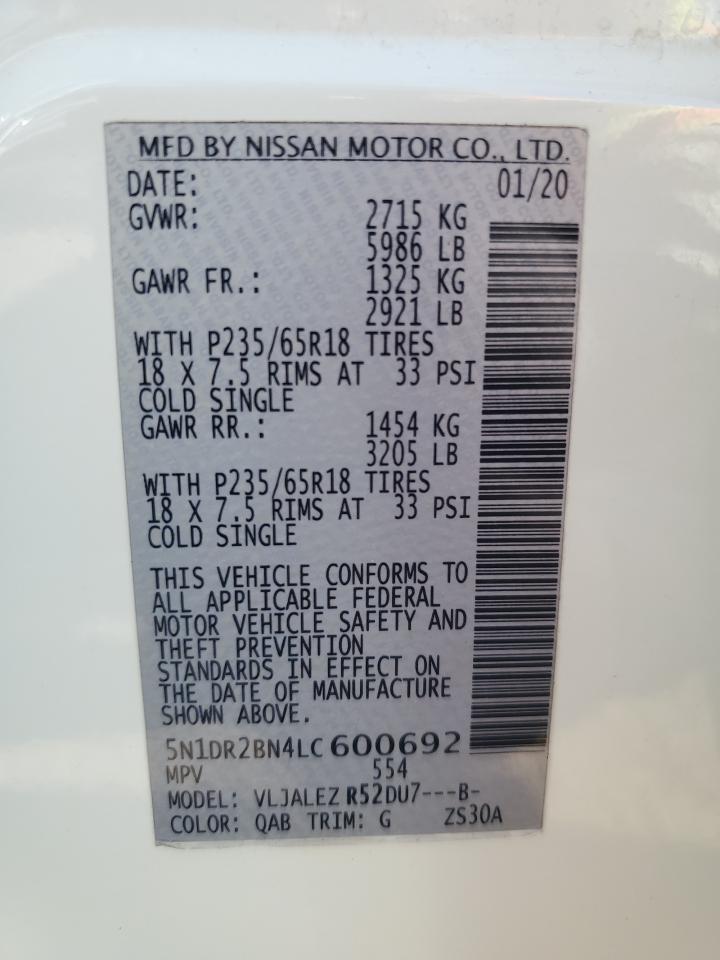 MFD BY NISSAN MOTOR CO., LTD.
DATE: 01/20
GVWR: 2715 KG
5986 LB
GAWR FR.: 1325 KG
2921 LB
WITH P235/65R18 TIRES
18 X 7.5 RIMS AT 33 PSI
COLD SINGLE
GAWR RR.: 1454 KG
3205 LB
WITH P235/65R18 TIRES
18 X 7.5 RIMS AT 33 PSI
COLD SINGLE
THIS VEHICLE CONFORMS TO
ALL APPLICABLE FEDERAL
MOTOR VEHICLE SAFETY AND
THEFT PREVENTION
STANDARDS IN EFFECT ON
THE DATE OF MANUFACTURE
SHOWN ABOVE.
5N1DR2BN4LC600692
MPV 554
MODEL: VLJALEZ R52DU7---B-
COLOR: QAB TRIM: G ZS30A